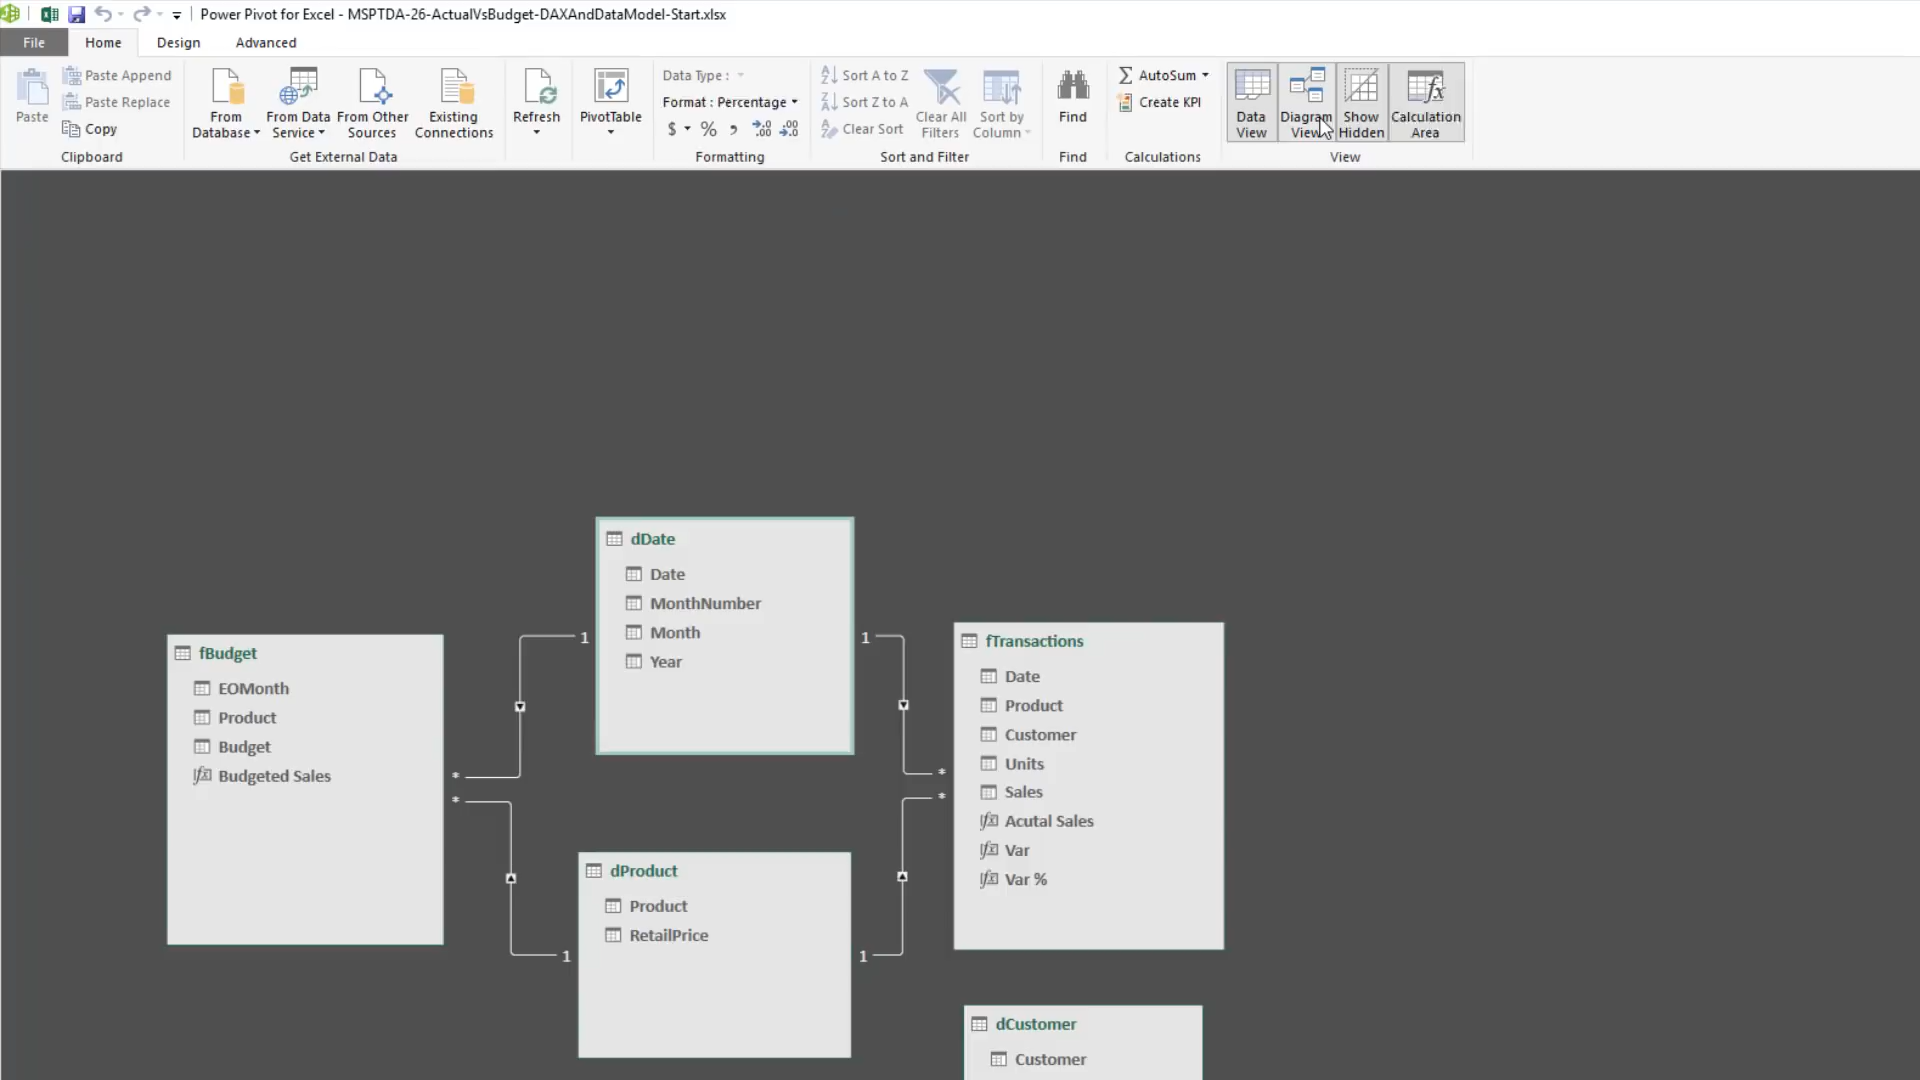 Power Pivot for Excel - MSPTDA-26-ActualVsBudget-DAXAndDataModel-Start.xlsx
File Home Design Advanced
Paste
Paste Append
Paste Replace
Copy
Clipboard
From Database
From Data Service
From Other Sources
Existing Connections
Get External Data
Refresh
PivotTable
Data Type :
Format : Percentage
$ % 
Formatting
Sort A to Z
Sort Z to A
Clear Sort
Clear All Filters
Sort by Column
Sort and Filter
Find
Find
AutoSum
Create KPI
Calculations
Data View
Diagram View
Show Hidden
Calculation Area
View
dDate
Date
MonthNumber
Month
Year
1
1
fBudget
EOMonth
Product
Budget
Budgeted Sales
*
*
fTransactions
Date
Product
Customer
Units
Sales
Acutal Sales
Var
Var %
*
*
dProduct
Product
RetailPrice
1
1
dCustomer
Customer